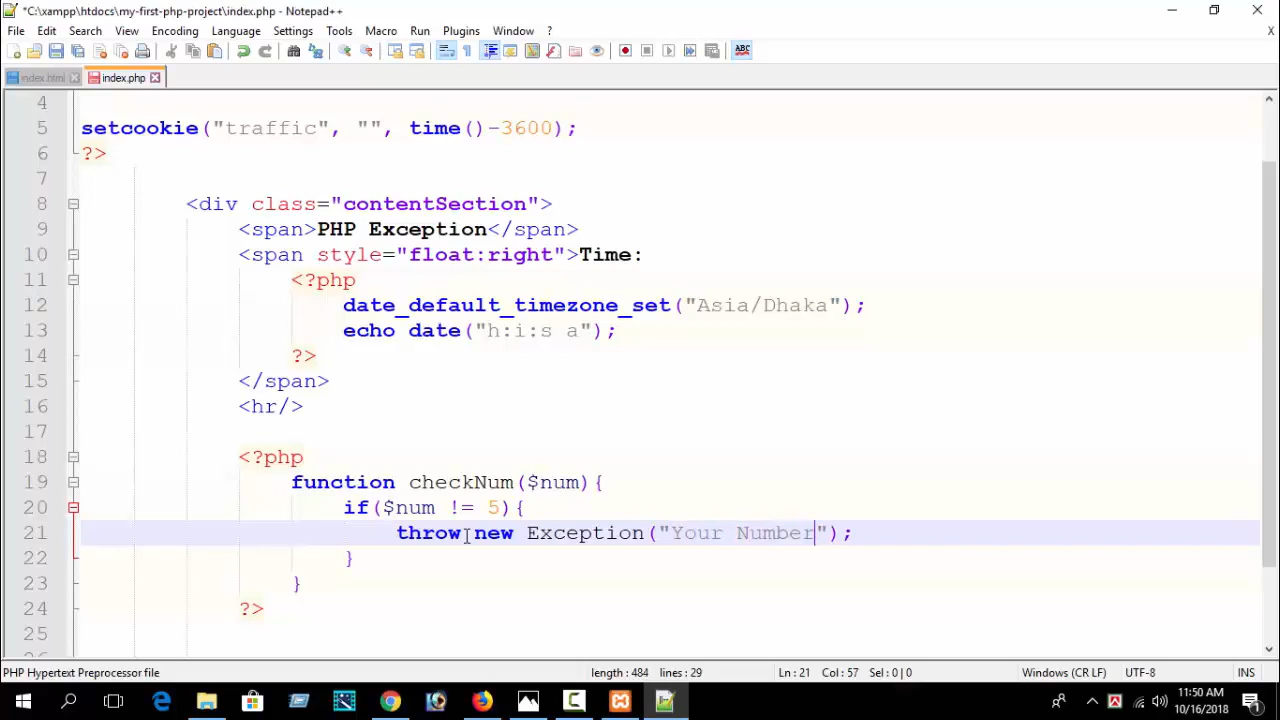 *C:\xampp\htdocs\my-first-php-project\index.php - Notepad++
File Edit Search View Encoding Language Settings Tools Macro Run Plugins Window ? X
ABC
index.html index.php
4
5 setcookie("traffic", "", time()-3600);
6 ?>
7
8 <div class="contentSection">
9 <span>PHP Exception</span>
10 <span style="float:right">Time:
11 <?php
12 date_default_timezone_set("Asia/Dhaka");
13 echo date("h:i:s a");
14 ?>
15 </span>
16 <hr/>
17
18 <?php
19 function checkNum($num){
20 if($num != 5){
21 throw new Exception("Your Number");
22 }
23 }
24 ?>
25
PHP Hypertext Preprocessor file length : 484 lines : 29 Ln : 21 Col : 57 Sel : 0 | 0 Windows (CR LF) UTF-8 INS
11:50 AM
10/16/2018